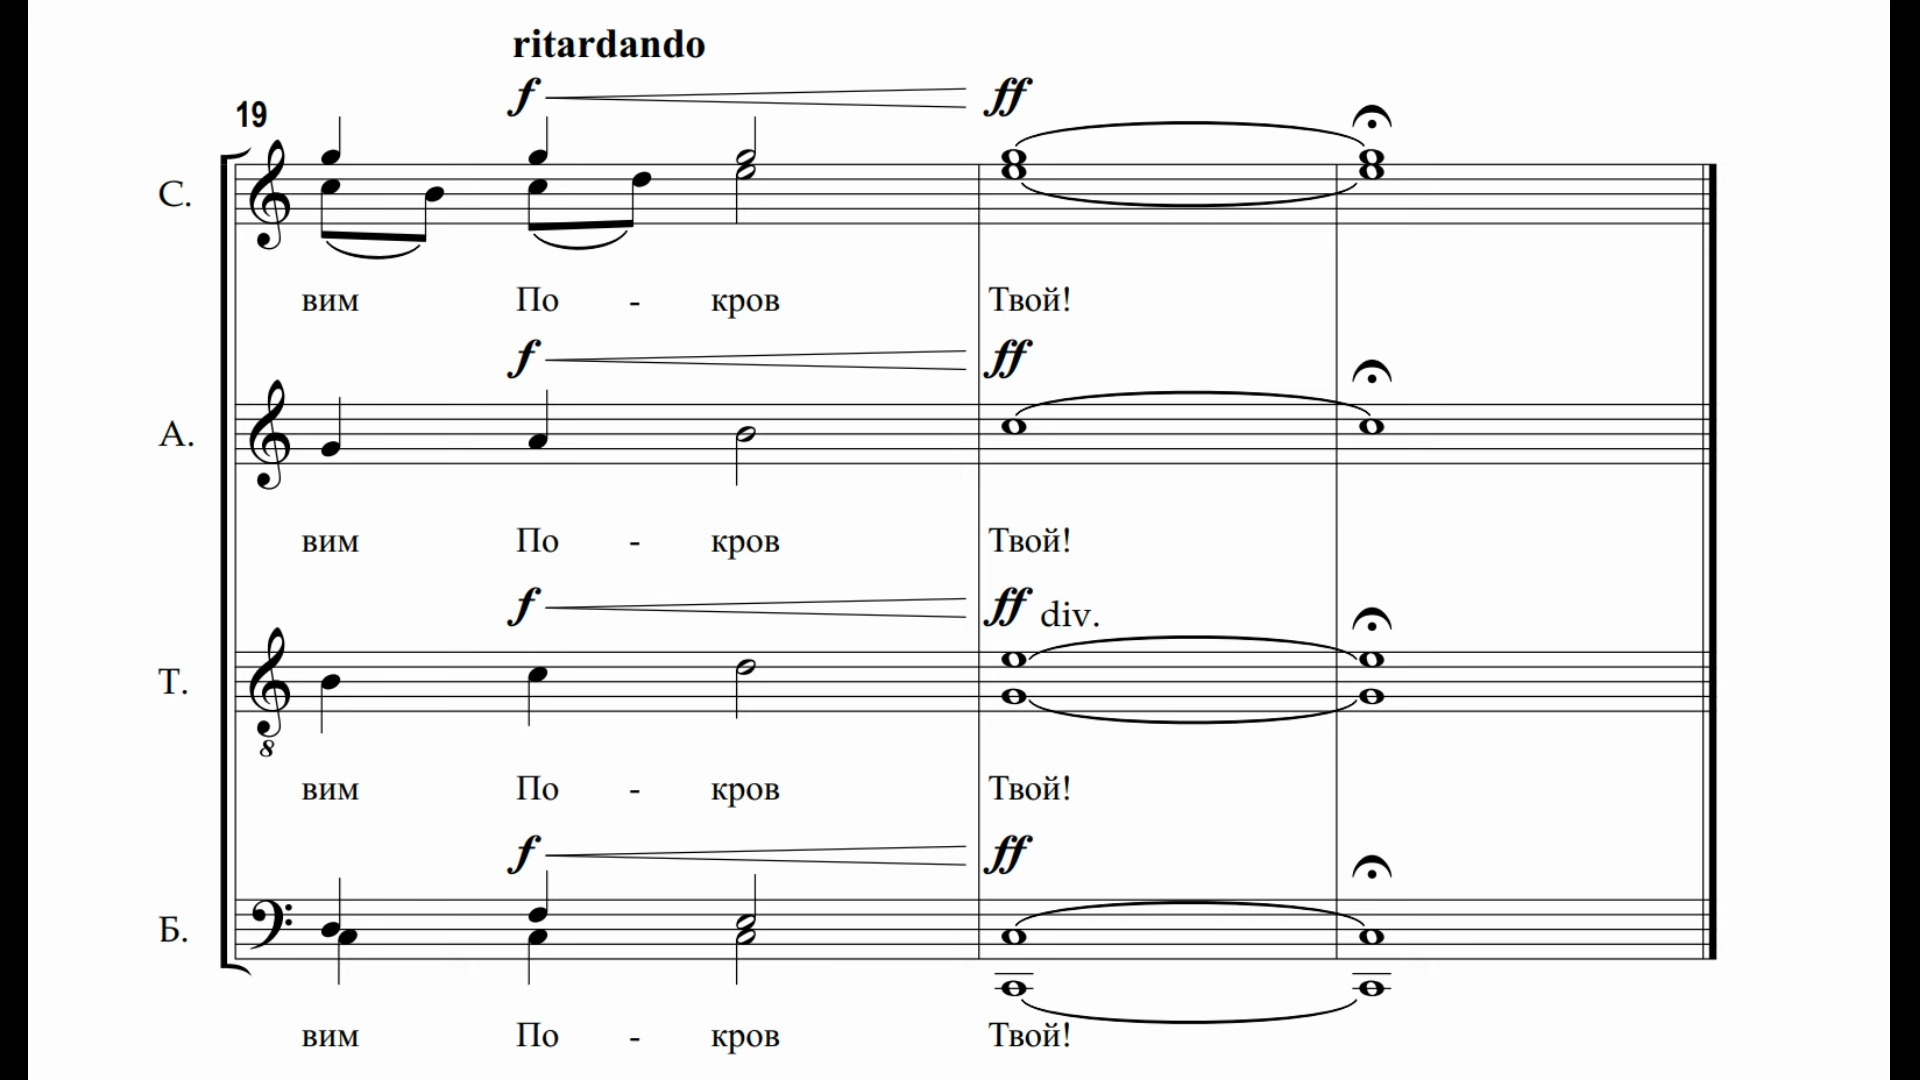 ritardando
f ff
19
С.
вим По - кров Твой!
f ff
А.
вим По - кров Твой!
f ff div.
Т.
8
вим По - кров Твой!
f ff
Б.
вим По - кров Твой!